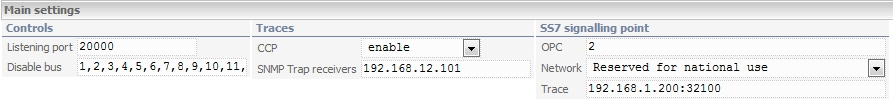 Main settings
Controls Traces SS7 signalling point
Listening port 20000 CCP enable OPC 2
Disable bus 1,2,3,4,5,6,7,8,9,10,11, SNMP Trap receivers 192.168.12.101 Network Reserved for national use
Trace 192.168.1.200:32100